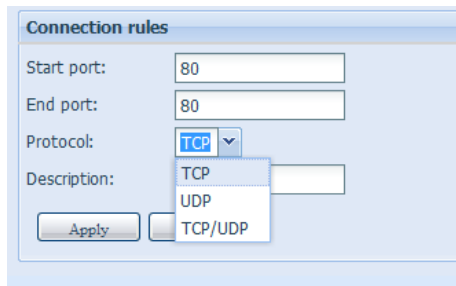 Connection rules
Start port: 80
End port: 80
Protocol: TCP
TCP
Description:
UDP
Apply
TCP/UDP